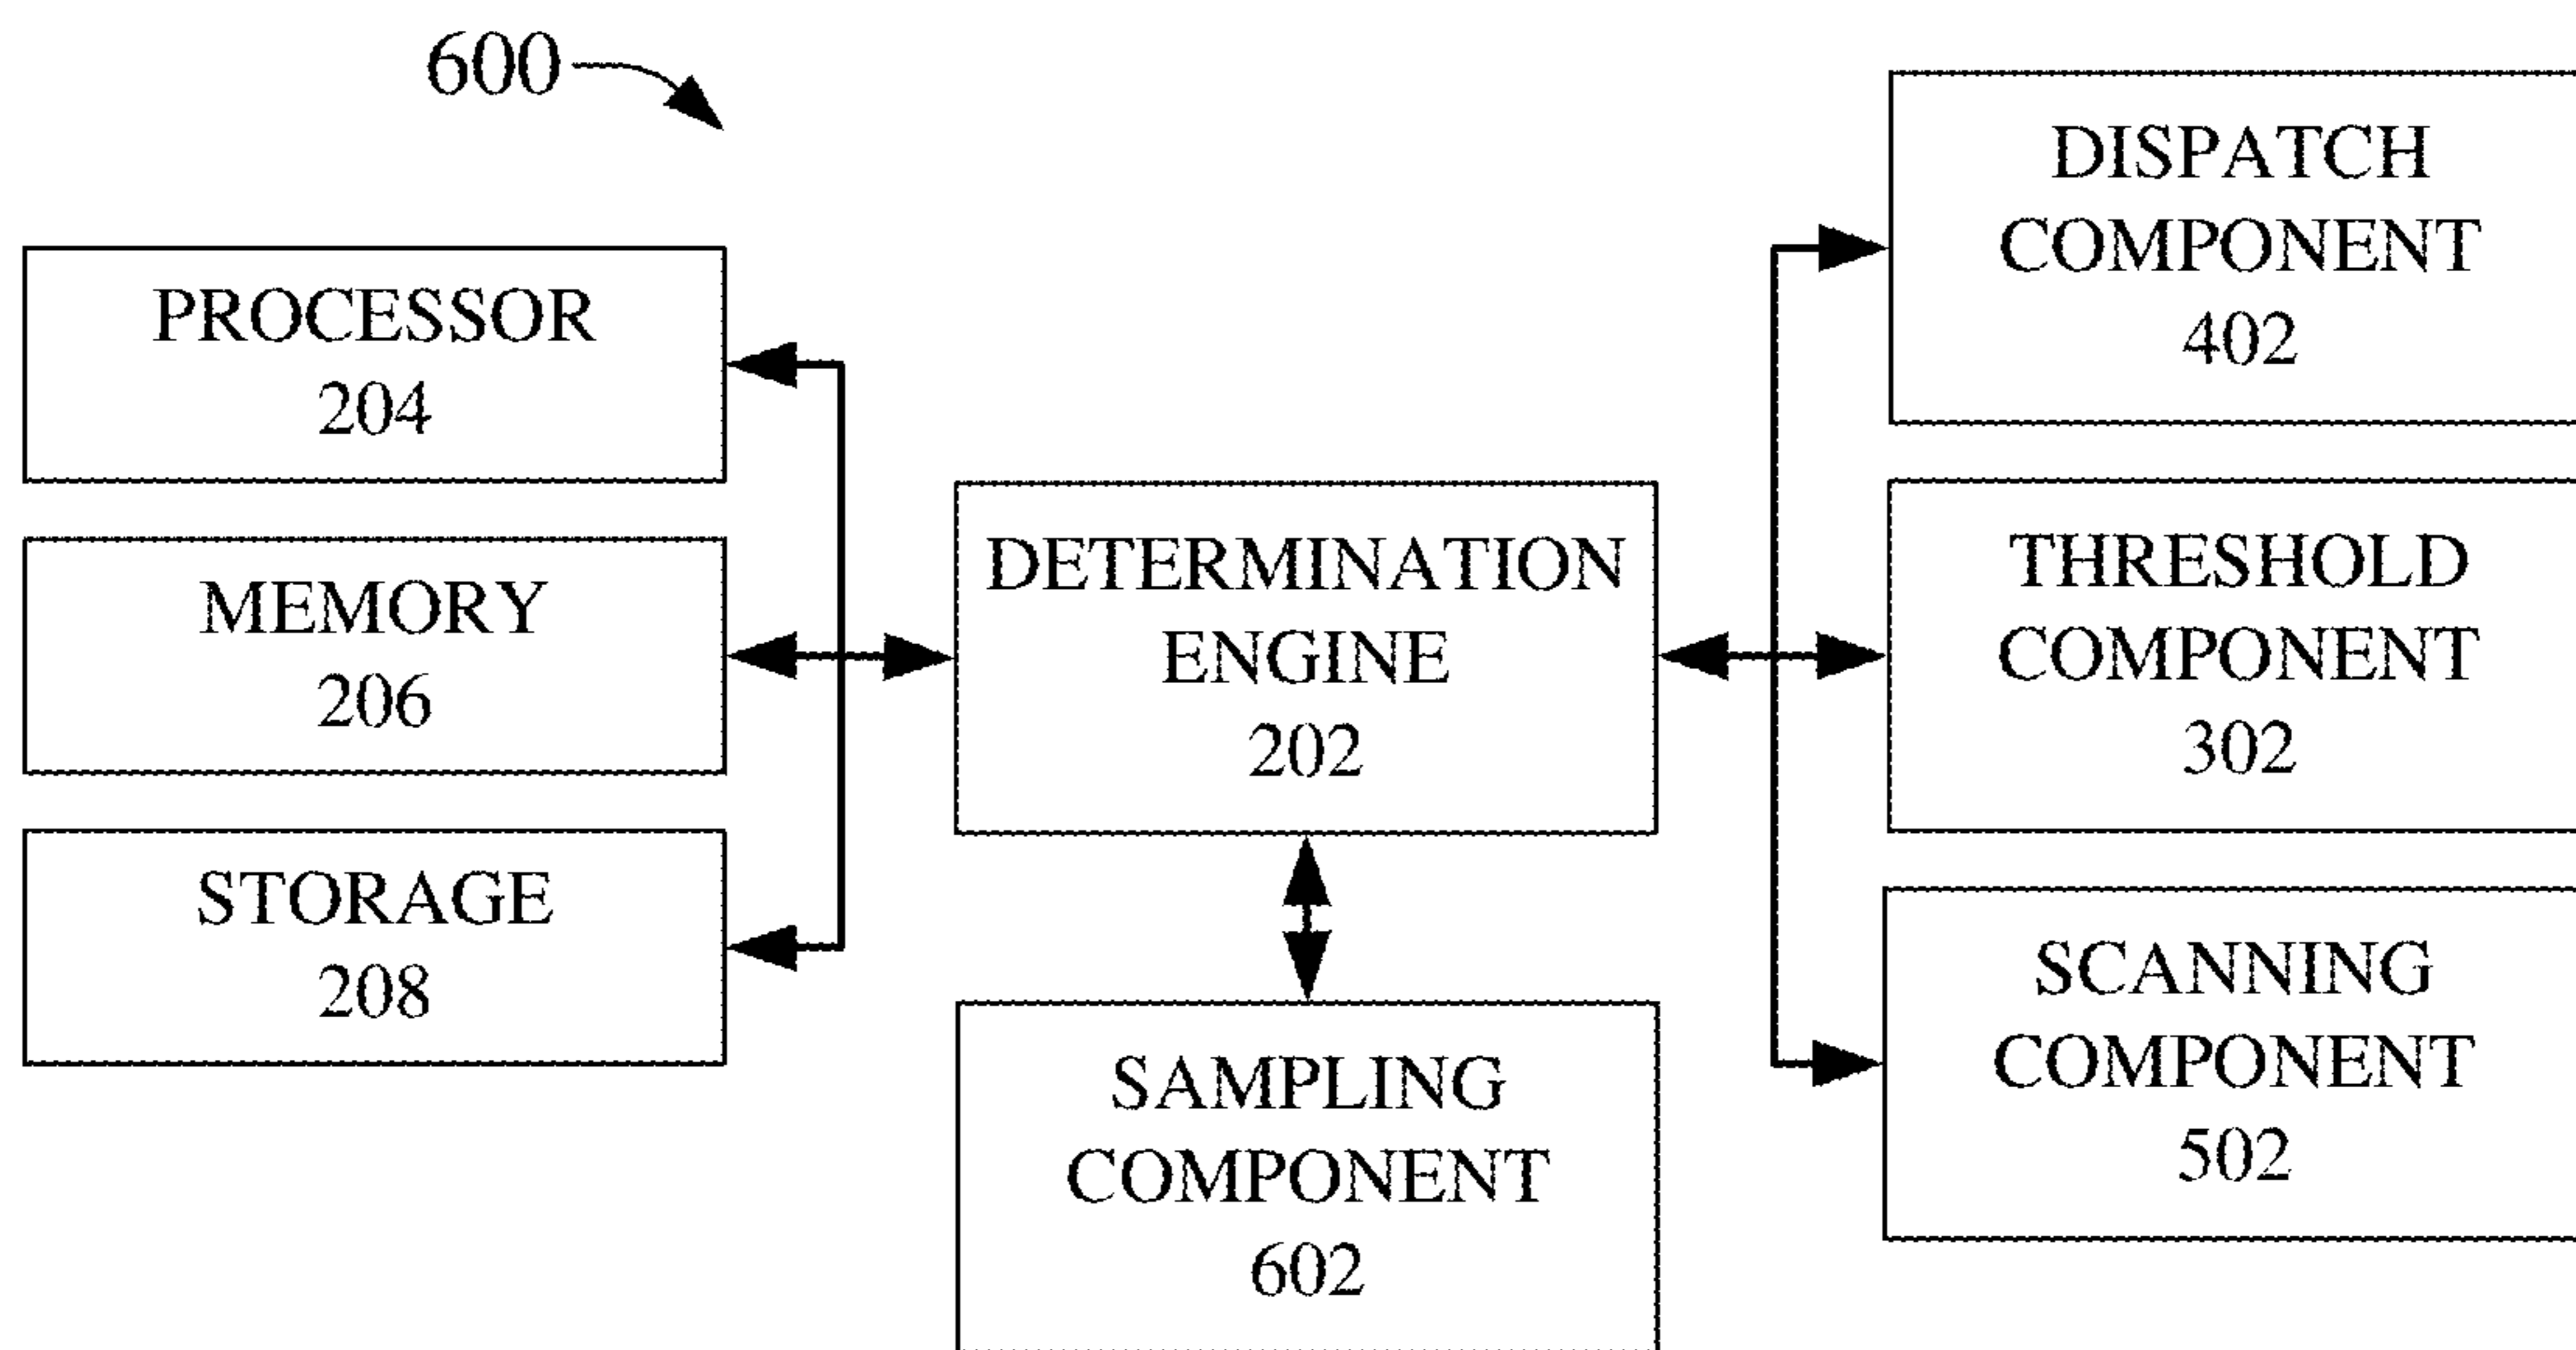 600
PROCESSOR
204
MEMORY
206
STORAGE
208
DETERMINATION
ENGINE
202
SAMPLING
COMPONENT
602
DISPATCH
COMPONENT
402
THRESHOLD
COMPONENT
302
SCANNING
COMPONENT
502